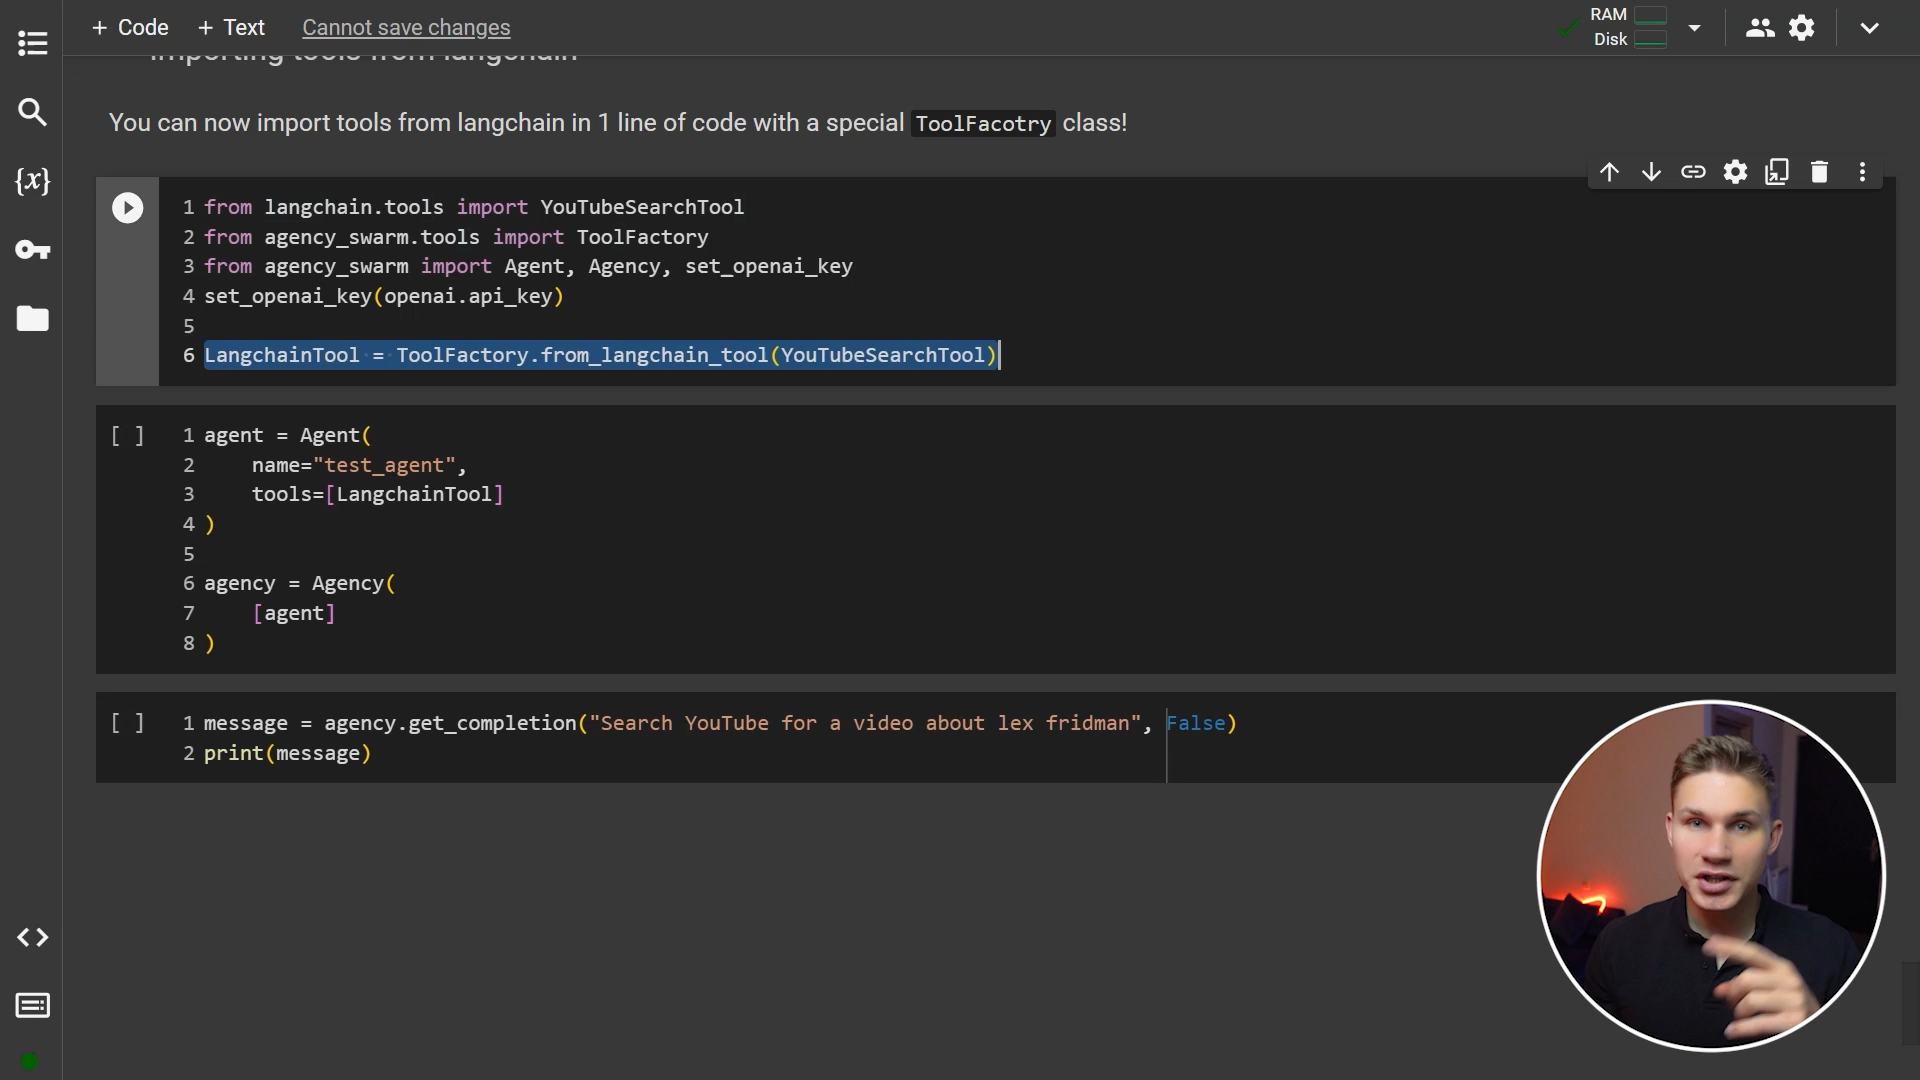 + Code
+ Text
Cannot save changes
RAM
Disk
Importing tools from langchain
You can now import tools from langchain in 1 line of code with a special ToolFacotry class!
{x}
1 from langchain.tools import YouTubeSearchTool
2 from agency_swarm.tools import ToolFactory
3 from agency_swarm import Agent, Agency, set_openai_key
4 set_openai_key(openai.api_key)
5
6 LangchainTool = ToolFactory.from_langchain_tool(YouTubeSearchTool)
[ ] 1 agent = Agent(
2 name="test_agent",
3 tools=[LangchainTool]
4 )
5
6 agency = Agency(
7 [agent]
8 )
[ ] 1 message = agency.get_completion("Search YouTube for a video about lex fridman", False)
2 print(message)